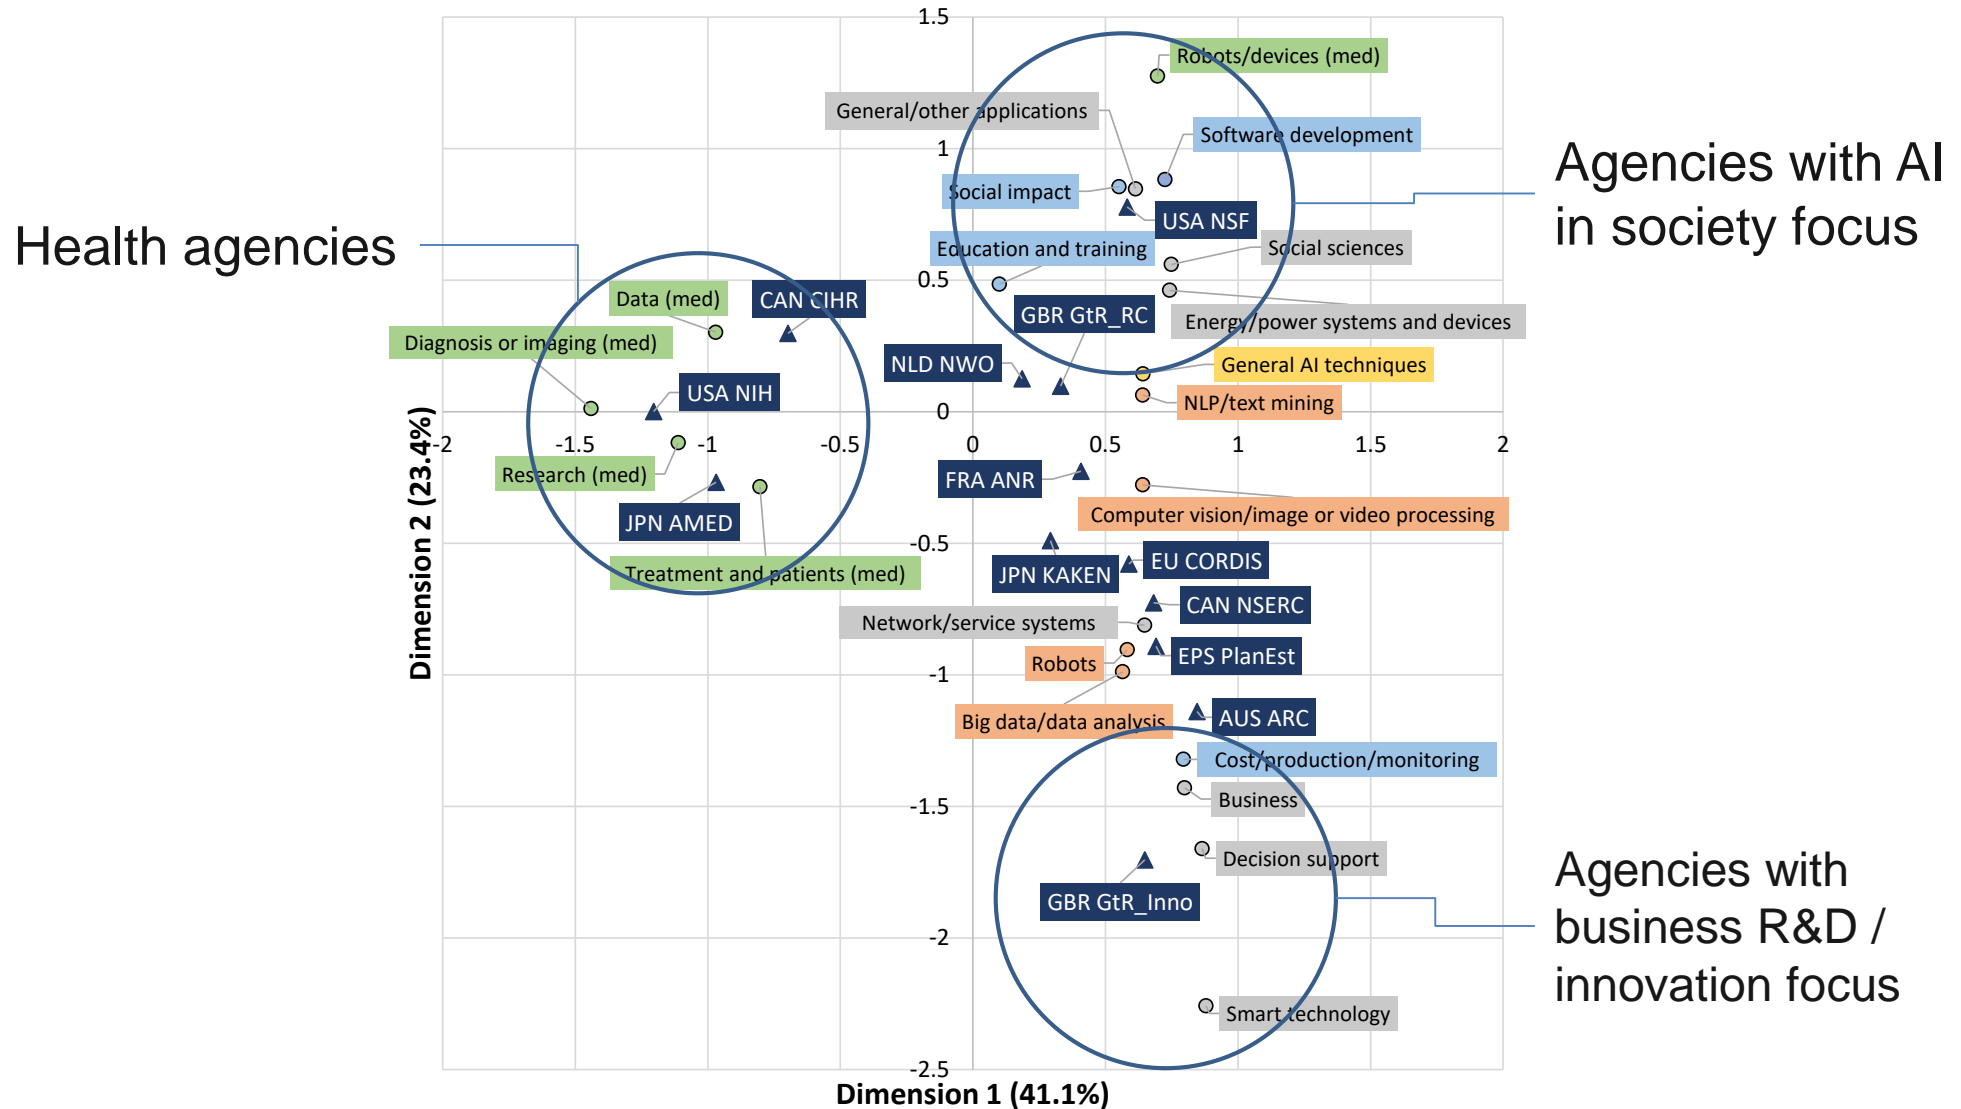 1.5
Robots/devices (med)
General/other applications
Software development
1
Agencies with AI
in society focus
Social impact
USA NSF
Health agencies
Education and training
Social sciences
0.5
Data (med)
CAN CIHR
GBR GtR_RC
Energy/power systems and devices
Diagnosis or imaging (med)
NLD NWO
General AI techniques
USA NIH
NLP/text mining
0
-2
-1.5
-1
-0.5
0
0.5
1
1.5
2
Dimension 2 (23.4%)
Research (med)
FRA ANR
JPN AMED
Computer vision/image or video processing
-0.5
Treatment and patients (med)
JPN KAKEN
EU CORDIS
CAN NSERC
Network/service systems
Robots
EPS PlanEst
-1
Big data/data analysis
AUS ARC
Cost/production/monitoring
-1.5
Business
Decision support
GBR GtR_Inno
Agencies with
business R&D /
innovation focus
-2
Smart technology
-2.5
Dimension 1 (41.1%)